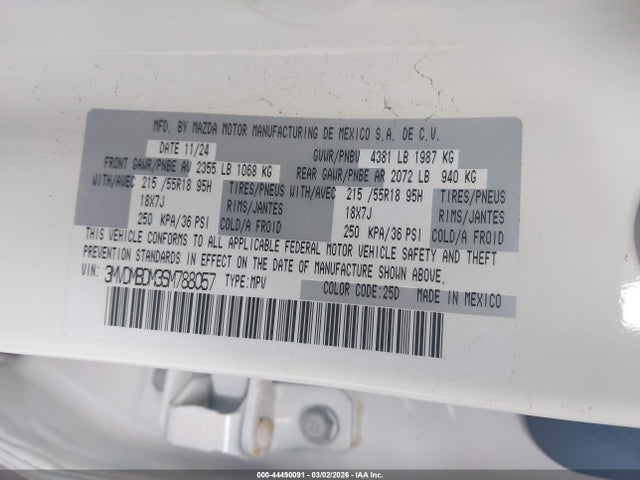 MFD. BY MAZDA MOTOR MANUFACTURING DE MEXICO S.A. DE C.V.
DATE 11/24 GVWR/PNBV 4381 LB 1987 KG
FRONT GAWR/PNBE AV 2355 LB 1068 KG REAR GAWR/PNBE AR 2072 LB 940 KG
WITH/AVEC 215 /55R18 95H TIRES/PNEUS WITH/AVEC 215 /55R18 95H TIRES/PNEUS
18X7J RIMS/JANTES 18X7J RIMS/JANTES
250 KPA/36 PSI COLD/A FROID 250 KPA/36 PSI COLD/A FROID
THIS VEHICLE CONFORMS TO ALL APPLICABLE FEDERAL MOTOR VEHICLE SAFETY AND THEFT
PREVENTION STANDARDS IN EFFECT ON THE DATE OF MANUFACTURE SHOWN ABOVE.
VIN: 3MVDMBDM3SM788057 TYPE:MPV
COLOR CODE:25D MADE IN MEXICO
000-44490091 | 03/02/2026 - IAAI.COM